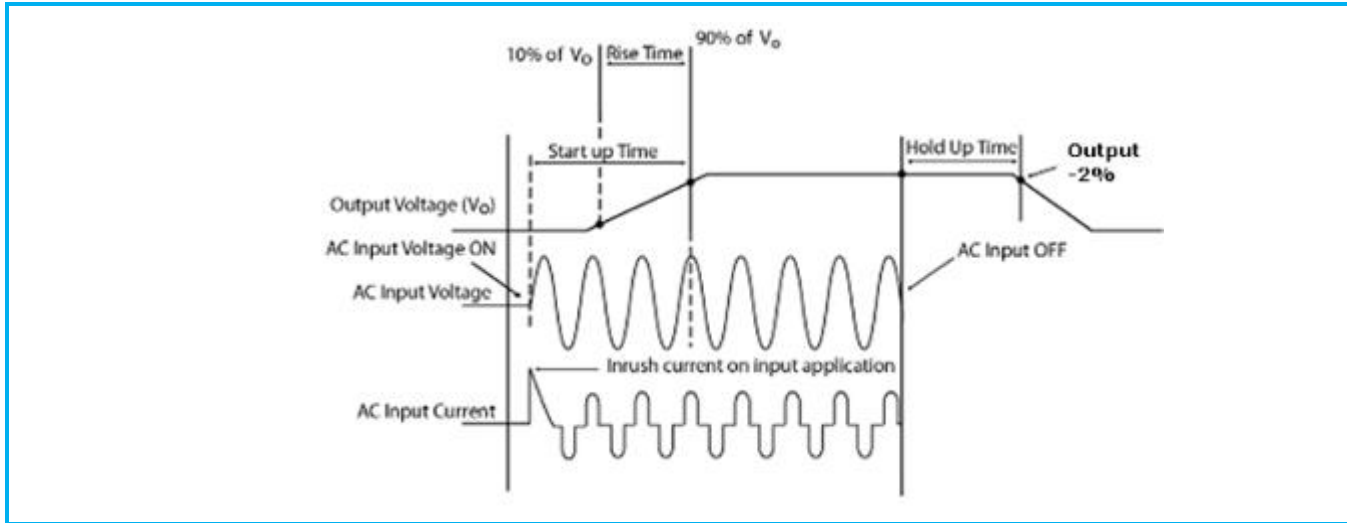 10% of Vo
Rise Time
90% of Vo
Start up Time
Hold Up Time
Output
-2%
Output Voltage (Vo)
AC Input Voltage ON
AC Input OFF
AC Input Voltage
Inrush current on input application
AC Input Current